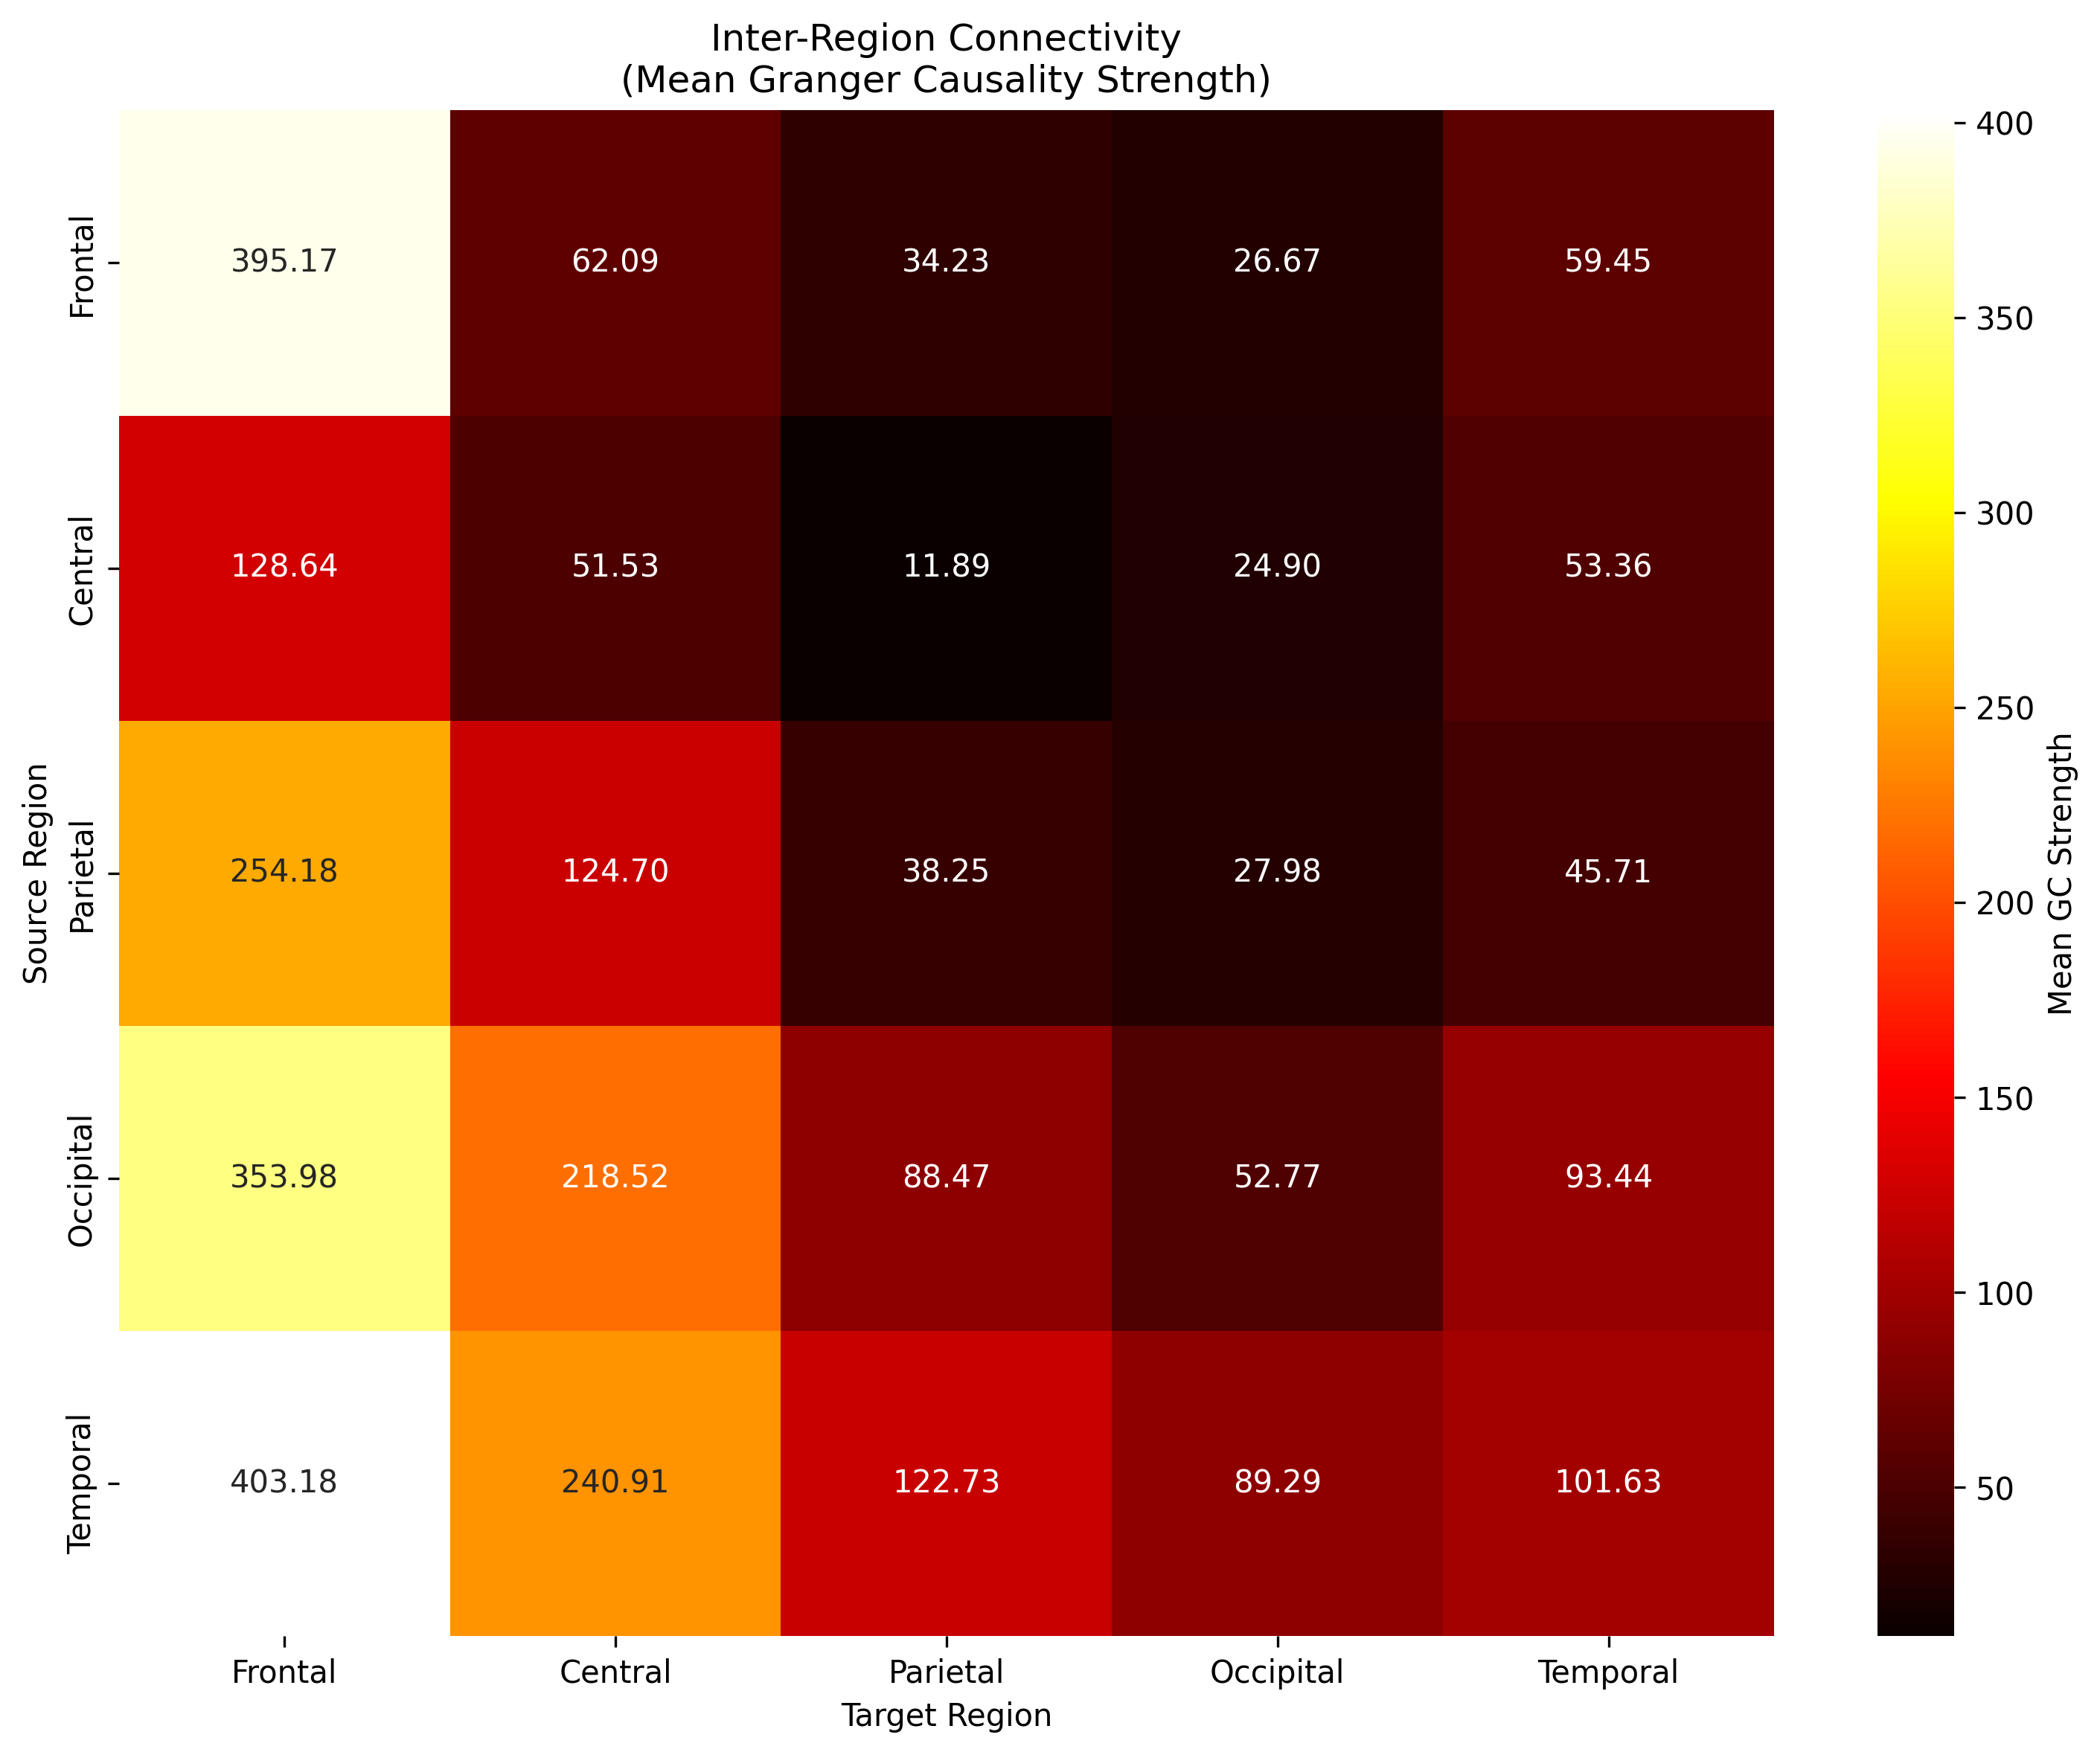 Inter-Region Connectivity
(Mean Granger Causality Strength)
Source Region
Frontal
395.17 62.09 34.23 26.67 59.45
Central
128.64 51.53 11.89 24.90 53.36
Parietal
254.18 124.70 38.25 27.98 45.71
Occipital
353.98 218.52 88.47 52.77 93.44
Temporal
403.18 240.91 122.73 89.29 101.63
Frontal Central Parietal Occipital Temporal
Target Region
400
350
300
250
200
150
100
50
Mean GC Strength